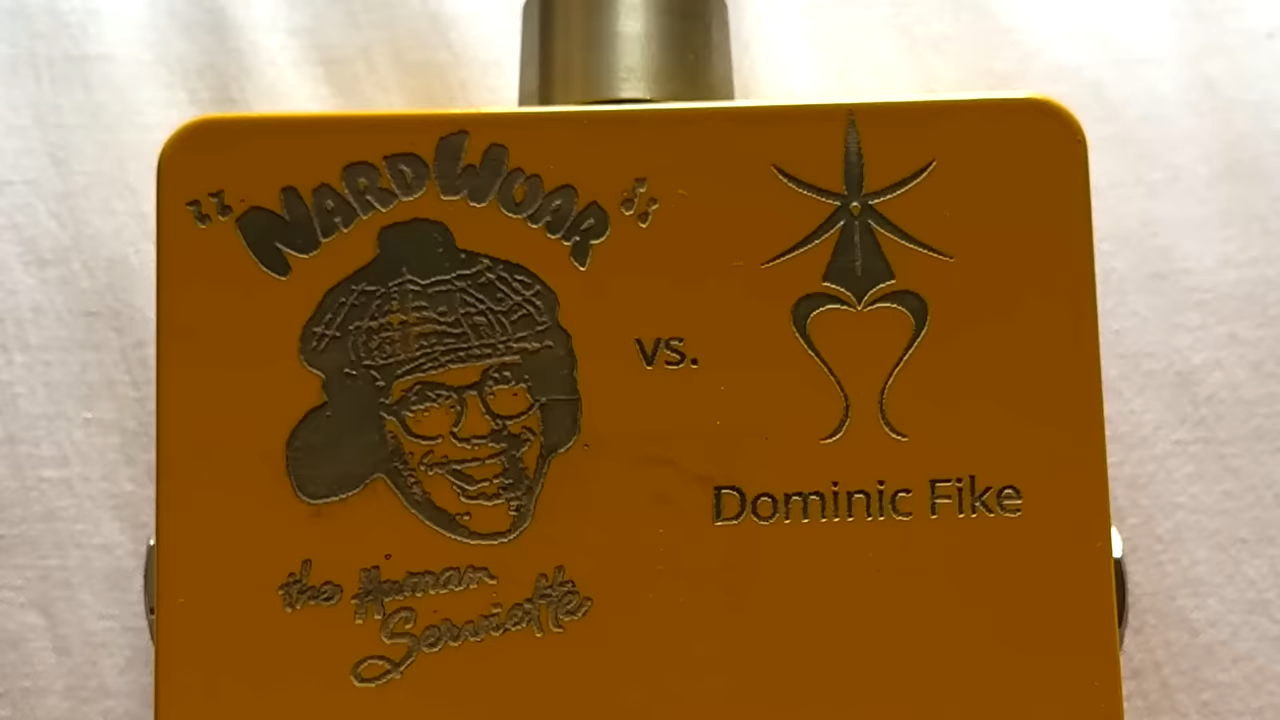 "NARDWUAR"
the Human
Serviette
vs.
Dominic Fike